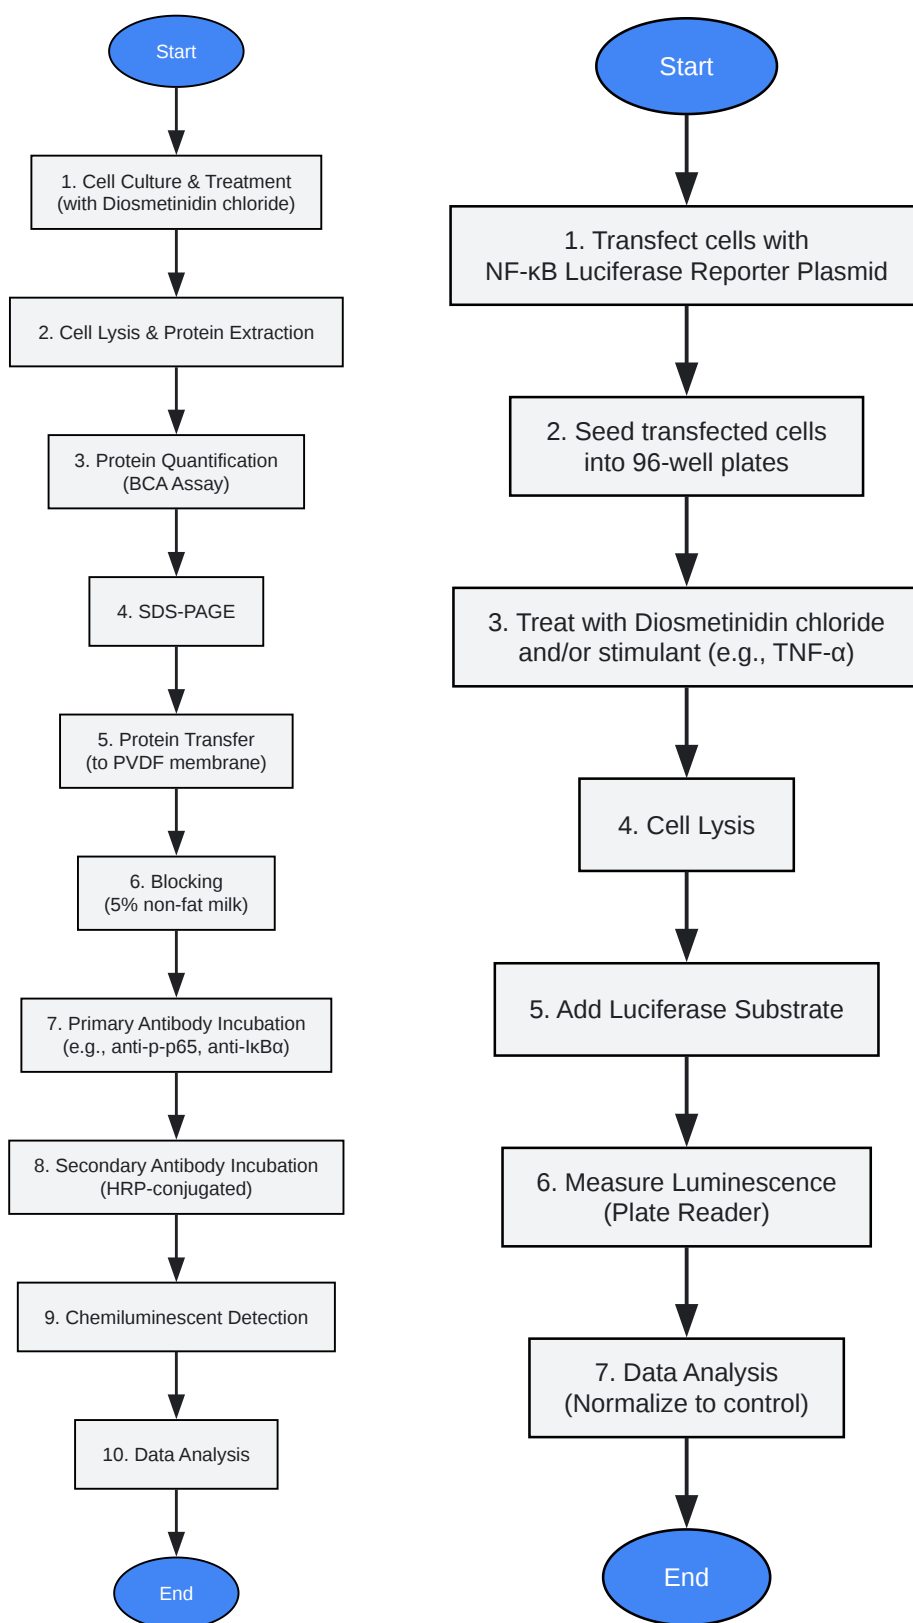 Start
1. Cell Culture & Treatment
(with Diosmetinidin chloride)
2. Cell Lysis & Protein Extraction
3. Protein Quantification
(BCA Assay)
4. SDS-PAGE
5. Protein Transfer
(to PVDF membrane)
6. Blocking
(5% non-fat milk)
7. Primary Antibody Incubation
(e.g., anti-p-p65, anti-IκBα)
8. Secondary Antibody Incubation
(HRP-conjugated)
9. Chemiluminescent Detection
10. Data Analysis
End
Start
1. Transfect cells with
NF-κB Luciferase Reporter Plasmid
2. Seed transfected cells
into 96-well plates
3. Treat with Diosmetinidin chloride
and/or stimulant (e.g., TNF-α)
4. Cell Lysis
5. Add Luciferase Substrate
6. Measure Luminescence
(Plate Reader)
7. Data Analysis
(Normalize to control)
End